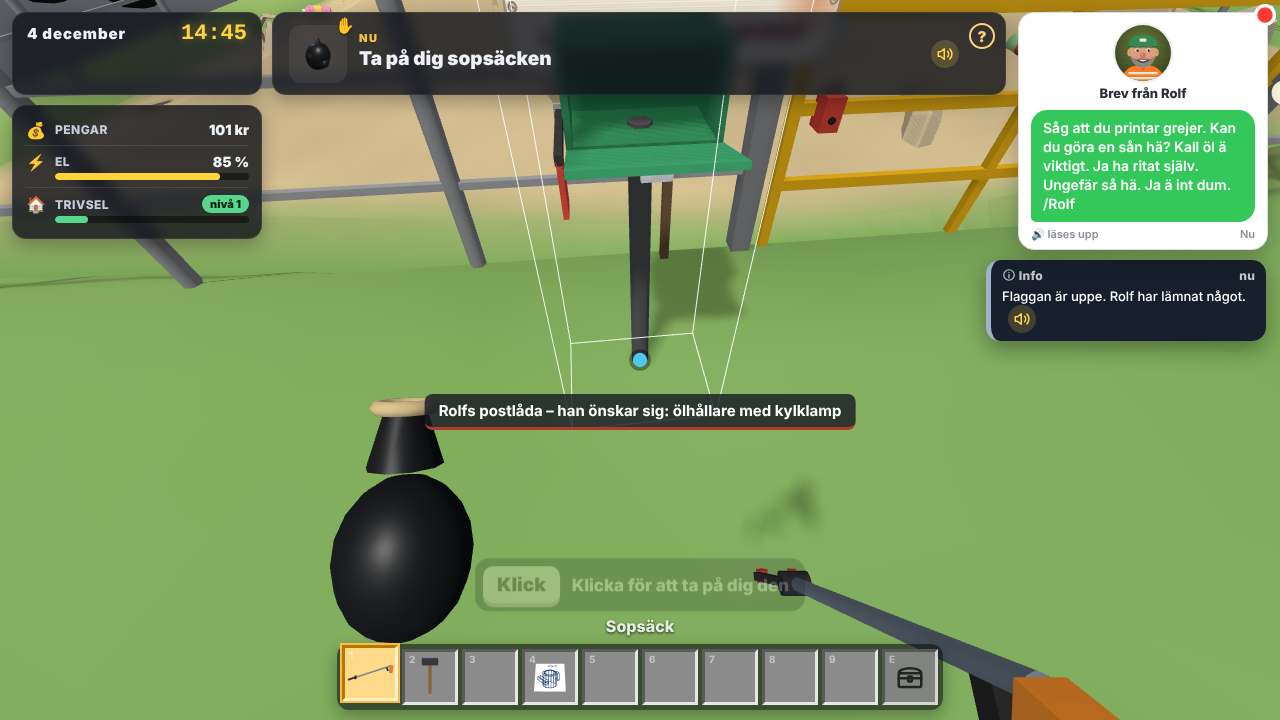 4 december
14:45
NU
Ta på dig sopsäcken
?
PENGAR
101 kr
EL
85 %
TRIVSEL
nivå 1
Brev från Rolf
Såg att du printar grejer. Kan
du göra en sån hä? Kall öl ä
viktigt. Ja ha ritat själv.
Ungefär så hä. Ja ä int dum.
/Rolf
läses upp
Nu
Info
nu
Flaggan är uppe. Rolf har lämnat något.
Rolfs postlåda – han önskar sig: ölhållare med kylklamp
Klick
Klicka för att ta på dig den
Sopsäck
2
3
4
5
6
7
8
9
E